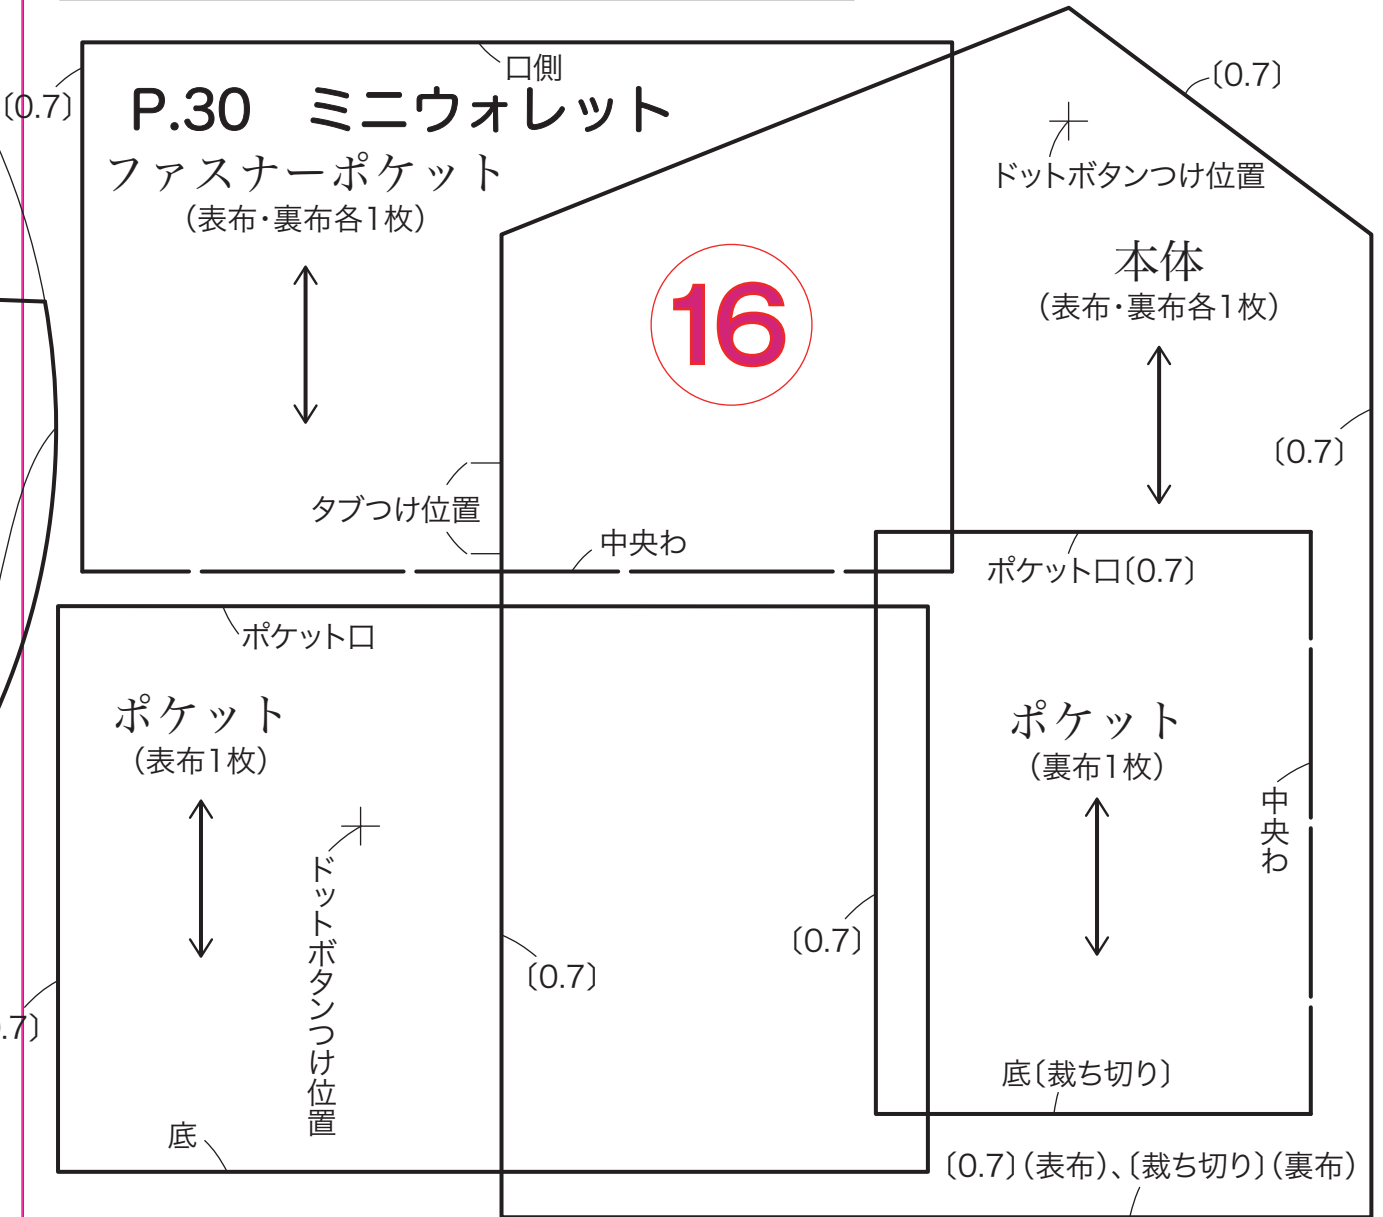 口側
〔0.7〕
P.30 ミニウォレット
ファスナーポケット
(表布・裏布各1枚)
〔0.7〕
ドットボタンつけ位置
本体
(表布・裏布各1枚)
16
〔0.7〕
タブつけ位置
中央わ
ポケット口〔0.7〕
ポケット口
ポケット
(表布1枚)
ドットボタンつけ位置
ポケット
(裏布1枚)
中央わ
〔0.7〕
〔0.7〕
.7〕
底〔裁ち切り〕
底
〔0.7〕(表布)、〔裁ち切り〕(裏布)